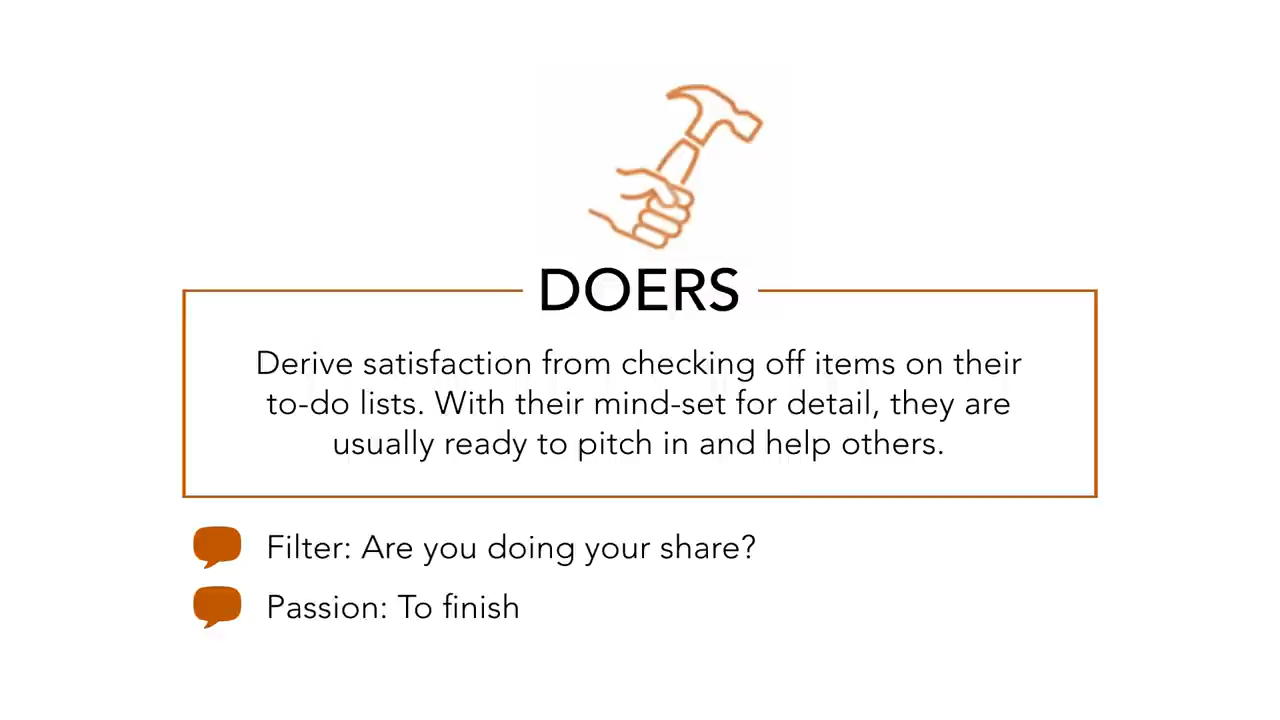 DOERS
Derive satisfaction from checking off items on their
to-do lists. With their mind-set for detail, they are
usually ready to pitch in and help others.
Filter: Are you doing your share?
Passion: To finish